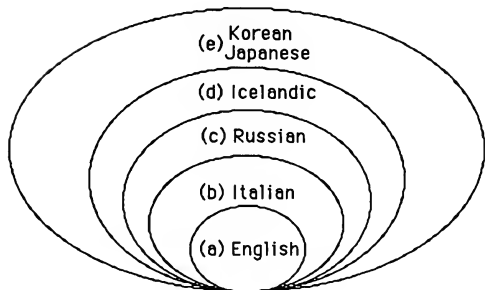 (e) Korean
Japanese
(d) Icelandic
(c) Russian
(b) Italian
(a) English